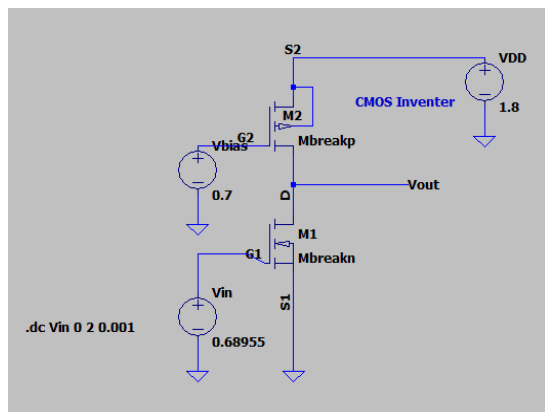 S2
VDD
CMOS Inventer
1.8
M2
G2
Vbias
Mbreakp
0.7
D
Vout
M1
G1
Mbreakn
Vin
S1
.dc Vin 0 2 0.001
0.68955